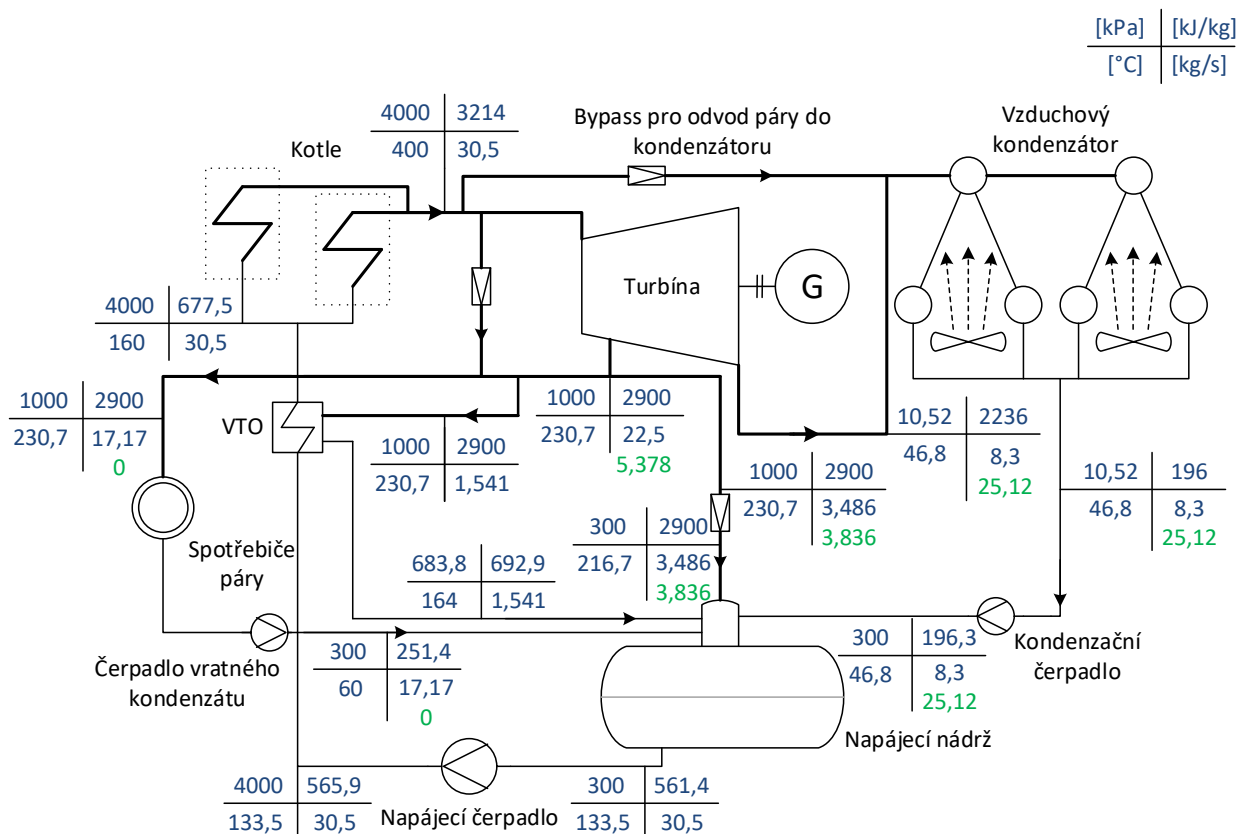 [kPa] [kJ/kg]
[°C] [kg/s]
4000 3214
400 30,5
Bypass pro odvod páry do
kondenzátoru
Vzduchový
kondenzátor
Kotle
Turbína
G
4000 677,5
160 30,5
1000 2900
230,7 17,17
0
VTO
1000 2900
230,7 1,541
1000 2900
230,7 22,5
5,378
10,52 2236
46,8 8,3
25,12
10,52 196
46,8 8,3
25,12
1000 2900
230,7 3,486
3,836
300 2900
216,7 3,486
3,836
Spotřebiče
páry
683,8 692,9
164 1,541
Čerpadlo vratného
kondenzátu
300 251,4
60 17,17
0
300 196,3
46,8 8,3
25,12
Kondenzační
čerpadlo
Napájecí nádrž
4000 565,9
133,5 30,5
Napájecí čerpadlo
300 561,4
133,5 30,5